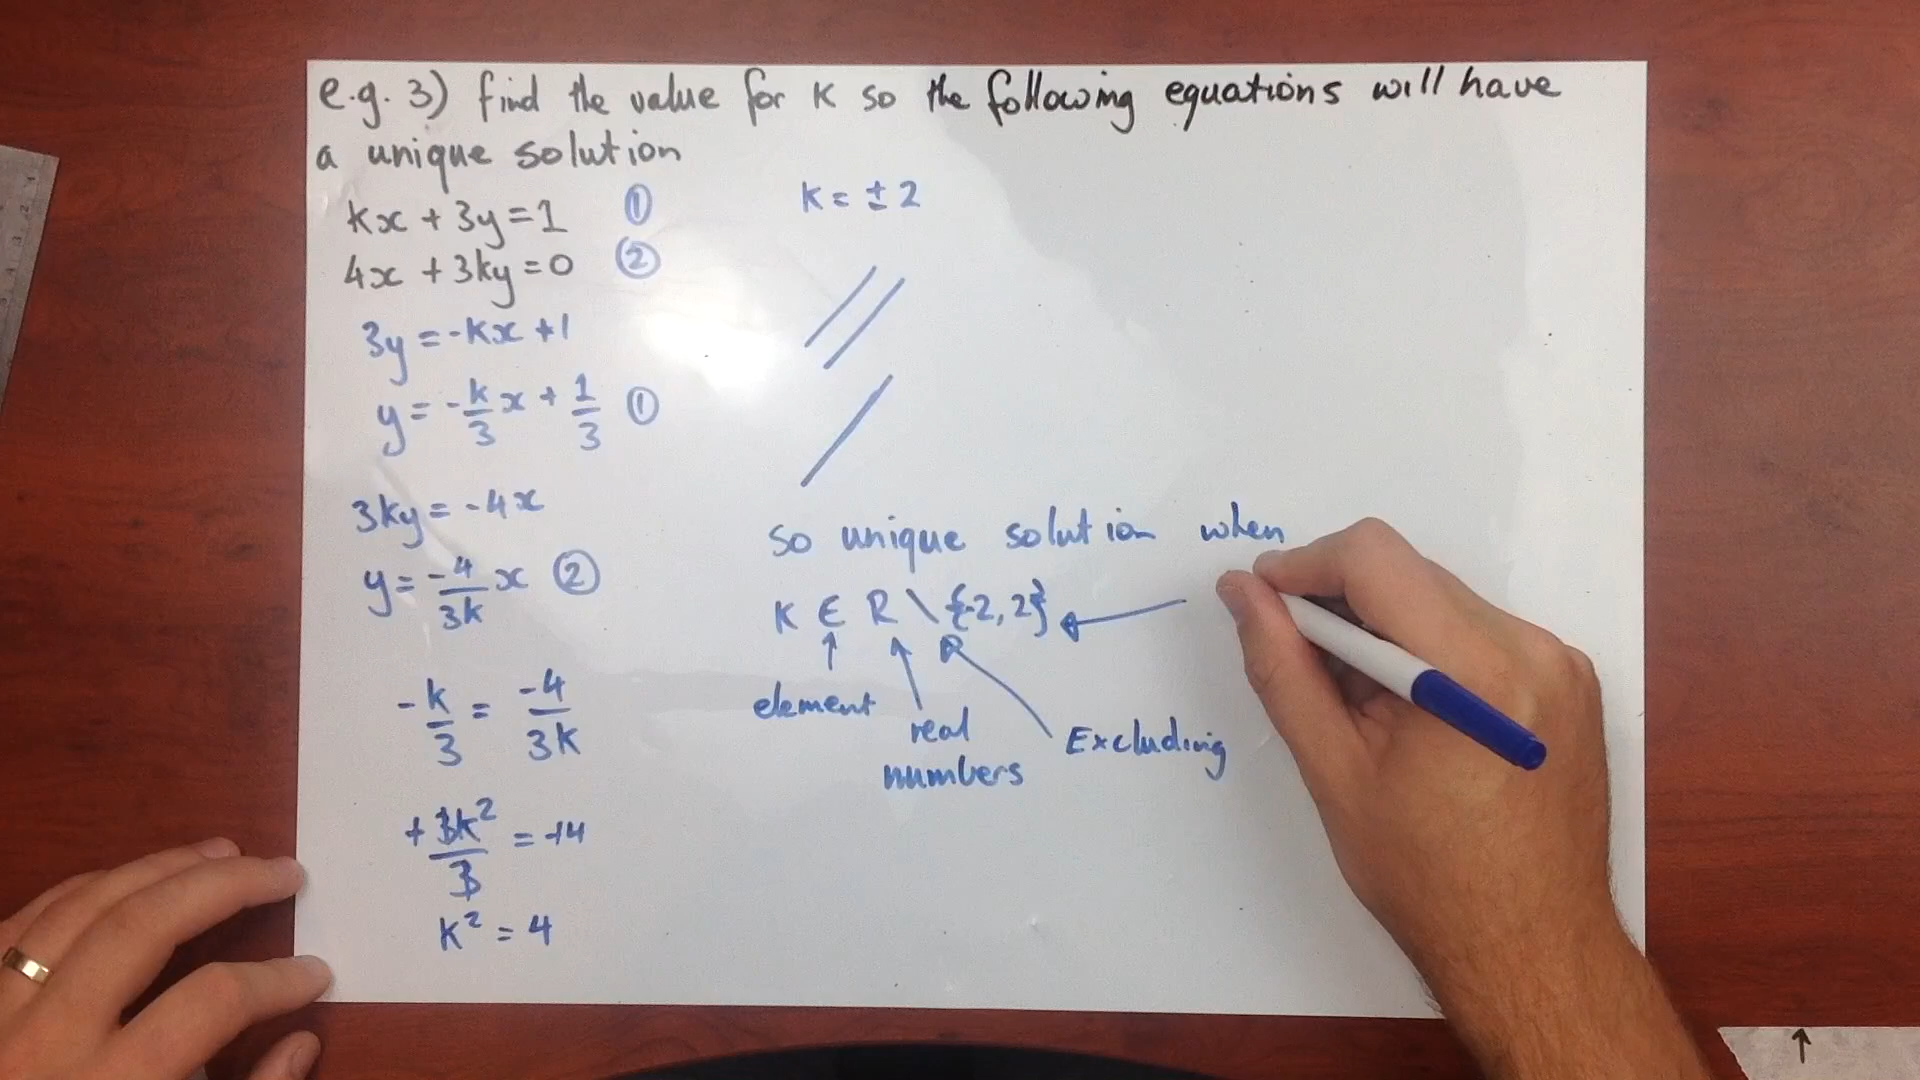 e.g. 3) find the value for K so the following equations will have
a unique solution
kx + 3y = 1 ①
4x + 3ky = 0 ②
3y = -kx + 1
y = -k/3 x + 1/3 ①
3ky = -4x
y = -4/3k x ②
-k/3 = -4/3k
+3k²/3 = +4
k² = 4
K = ± 2
so unique solution when
K ∈ R \ {-2, 2}
element
real
numbers
Excluding